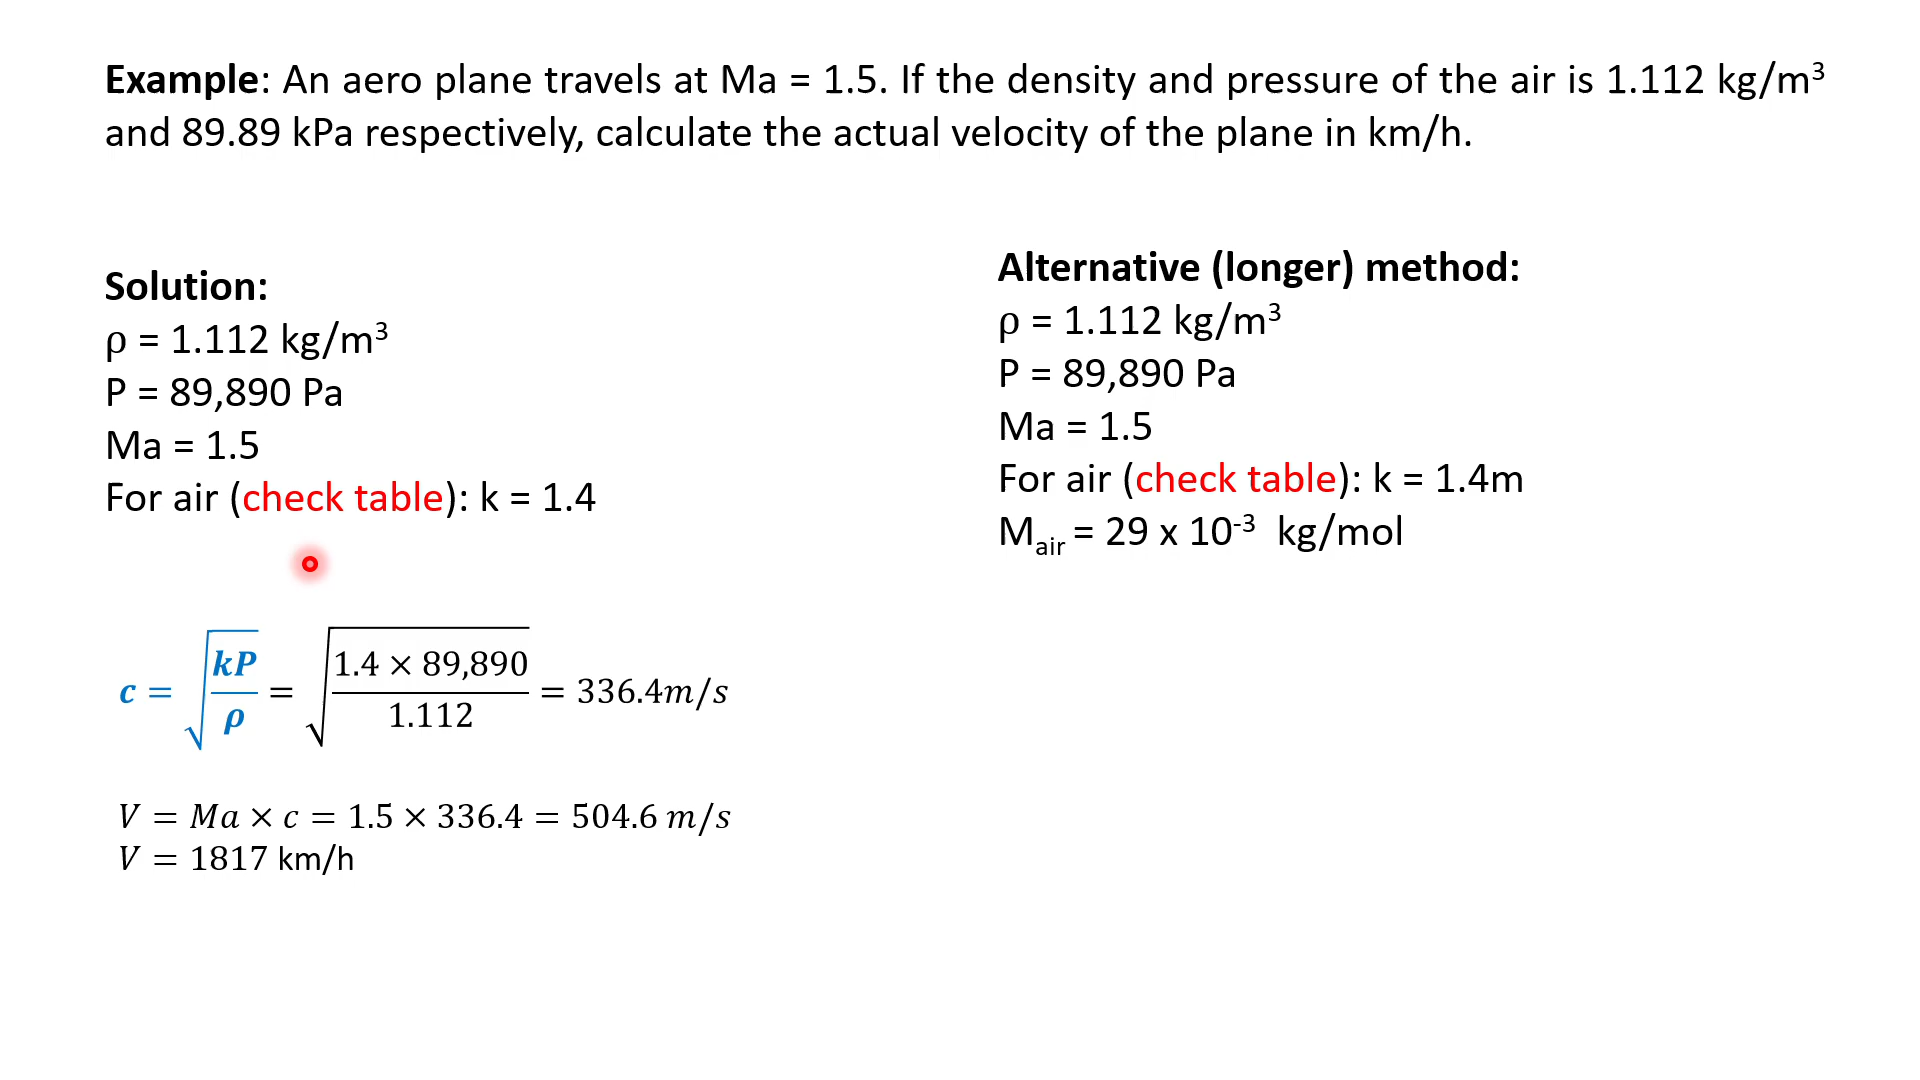 Example: An aero plane travels at Ma = 1.5. If the density and pressure of the air is 1.112 kg/m³
and 89.89 kPa respectively, calculate the actual velocity of the plane in km/h.
Solution:
ρ = 1.112 kg/m³
P = 89,890 Pa
Ma = 1.5
For air (check table): k = 1.4
c = √(kP/ρ) = √((1.4 × 89,890)/1.112) = 336.4m/s
V = Ma × c = 1.5 × 336.4 = 504.6 m/s
V = 1817 km/h
Alternative (longer) method:
ρ = 1.112 kg/m³
P = 89,890 Pa
Ma = 1.5
For air (check table): k = 1.4m
M_air = 29 x 10⁻³ kg/mol